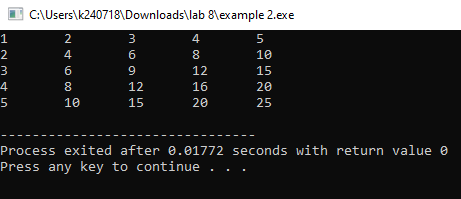 C:\Users\k240718\Downloads\lab 8\example 2.exe
1 2 3 4 5
2 4 6 8 10
3 6 9 12 15
4 8 12 16 20
5 10 15 20 25
--------------------------------
Process exited after 0.01772 seconds with return value 0
Press any key to continue . . .